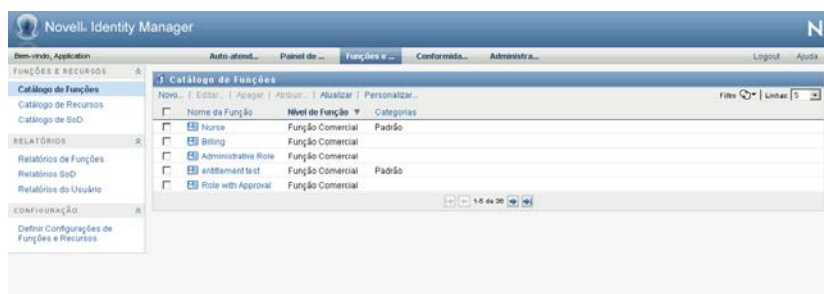 Novell® Identity Manager
N
Bem-vindo, Application
Auto-atend... Painel do ... Funções e ... Conformida... Administra...
Logout Ajuda
FUNÇÕES E RECURSOS
Catálogo de Funções
Catálogo de Recursos
Catálogo de SoD
RELATÓRIOS
Relatórios de Funções
Relatórios SoD
Relatórios do Usuário
CONFIGURAÇÃO
Definir Configurações de
Funções e Recursos
Catálogo de Funções
Novo... | Editar... | Apagar | Atribuir... | Atualizar | Personalizar...
Filtro | Linhas: 5
Nome da Função Nível de Função Categorias
Nurse Função Comercial Padrão
Billing Função Comercial
Administrative Role Função Comercial
entitlement test Função Comercial Padrão
Role with Approval Função Comercial
1-5 de 26